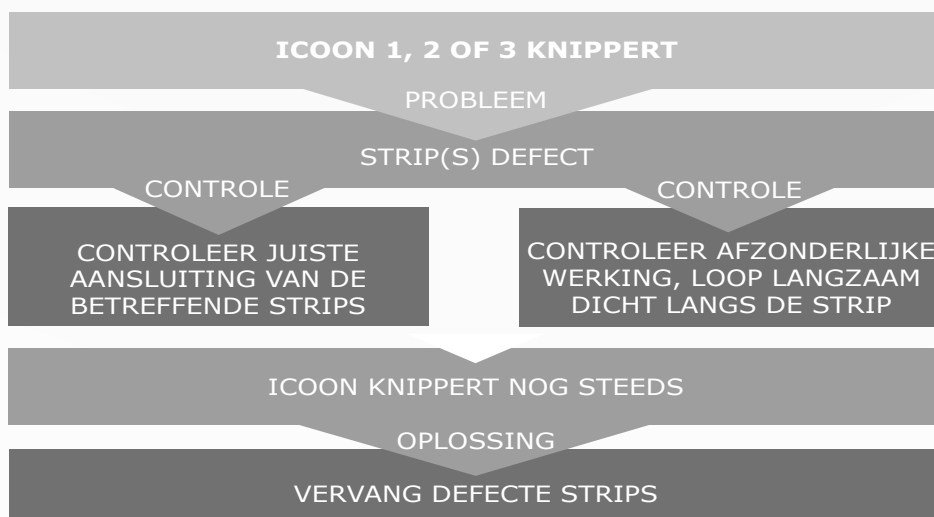 ICOON 1, 2 OF 3 KNIPPERT
PROBLEEM
STRIP(S) DEFECT
CONTROLE
CONTROLEER JUISTE
AANSLUITING VAN DE
BETREFFENDE STRIPS
CONTROLE
CONTROLEER AFZONDERLIJKE
WERKING, LOOP LANGZAAM
DICHT LANGS DE STRIP
ICOON KNIPPERT NOG STEEDS
OPLOSSING
VERVANG DEFECTE STRIPS